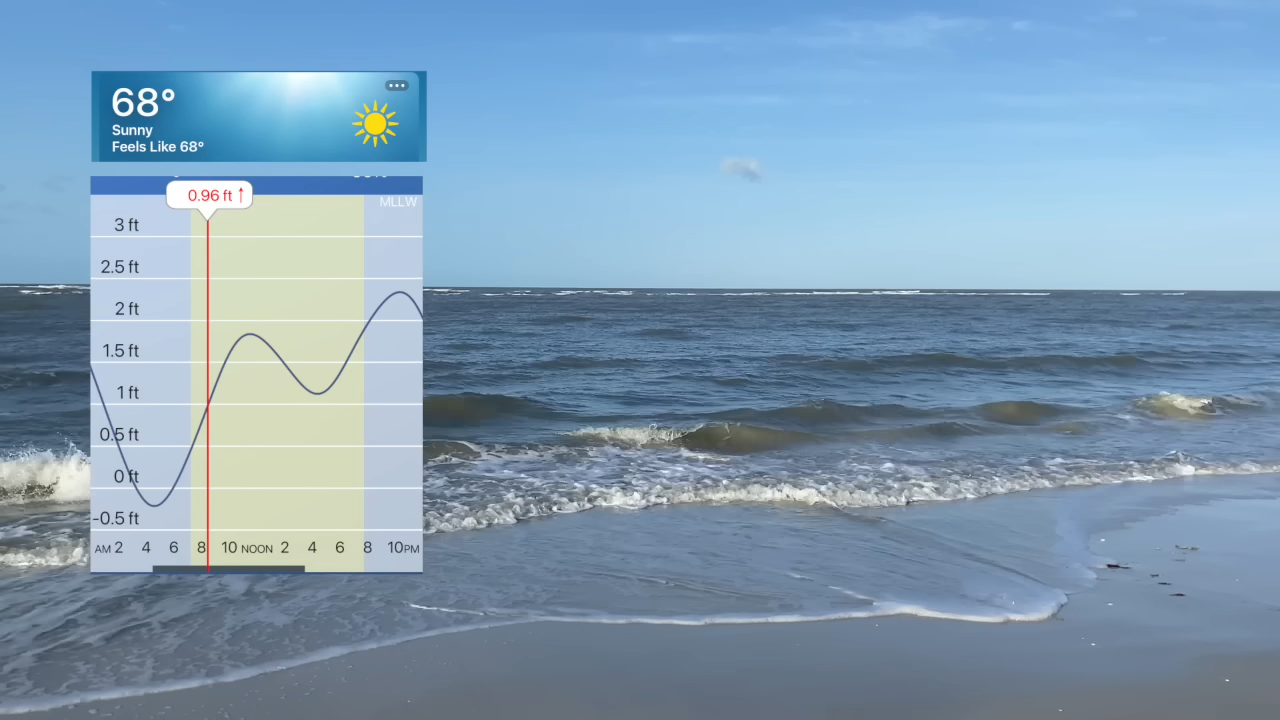 68°
Sunny
Feels Like 68°
0.96 ft ↑
MLLW
3 ft
2.5 ft
2 ft
1.5 ft
1 ft
0.5 ft
0 ft
-0.5 ft
AM 2 4 6 8 10 NOON 2 4 6 8 10PM